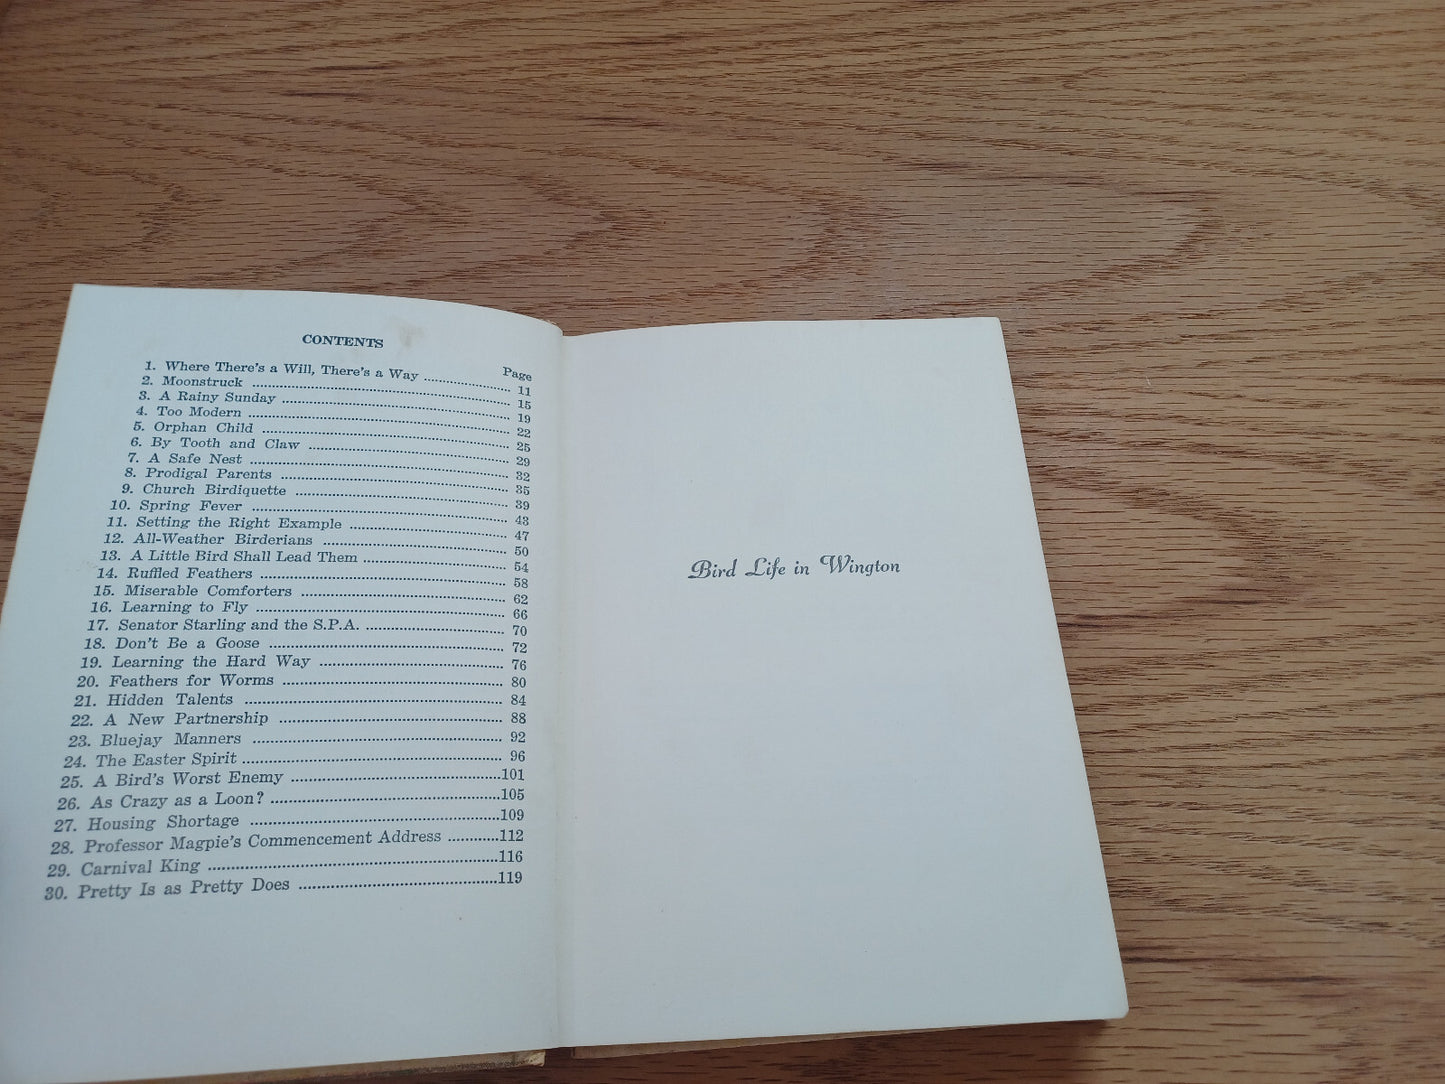 CONTENTS
Page
1. Where There's a Will, There's a Way ........................ 11
2. Moonstruck ........................ 15
3. A Rainy Sunday ........................ 19
4. Too Modern ........................ 22
5. Orphan Child ........................ 25
6. By Tooth and Claw ........................ 29
7. A Safe Nest ........................ 32
8. Prodigal Parents ........................ 35
9. Church Birdiquette ........................ 39
10. Spring Fever ........................ 43
11. Setting the Right Example ........................ 47
12. All-Weather Birderians ........................ 50
13. A Little Bird Shall Lead Them ........................ 54
14. Ruffled Feathers ........................ 58
15. Miserable Comforters ........................ 62
16. Learning to Fly ........................ 66
17. Senator Starling and the S.P.A. ........................ 70
18. Don't Be a Goose ........................ 72
19. Learning the Hard Way ........................ 76
20. Feathers for Worms ........................ 80
21. Hidden Talents ........................ 84
22. A New Partnership ........................ 88
23. Bluejay Manners ........................ 92
24. The Easter Spirit ........................ 96
25. A Bird's Worst Enemy ........................101
26. As Crazy as a Loon? ........................105
27. Housing Shortage ........................109
28. Professor Magpie's Commencement Address ..........112
29. Carnival King ........................116
30. Pretty Is as Pretty Does ........................119
Bird Life in Wington